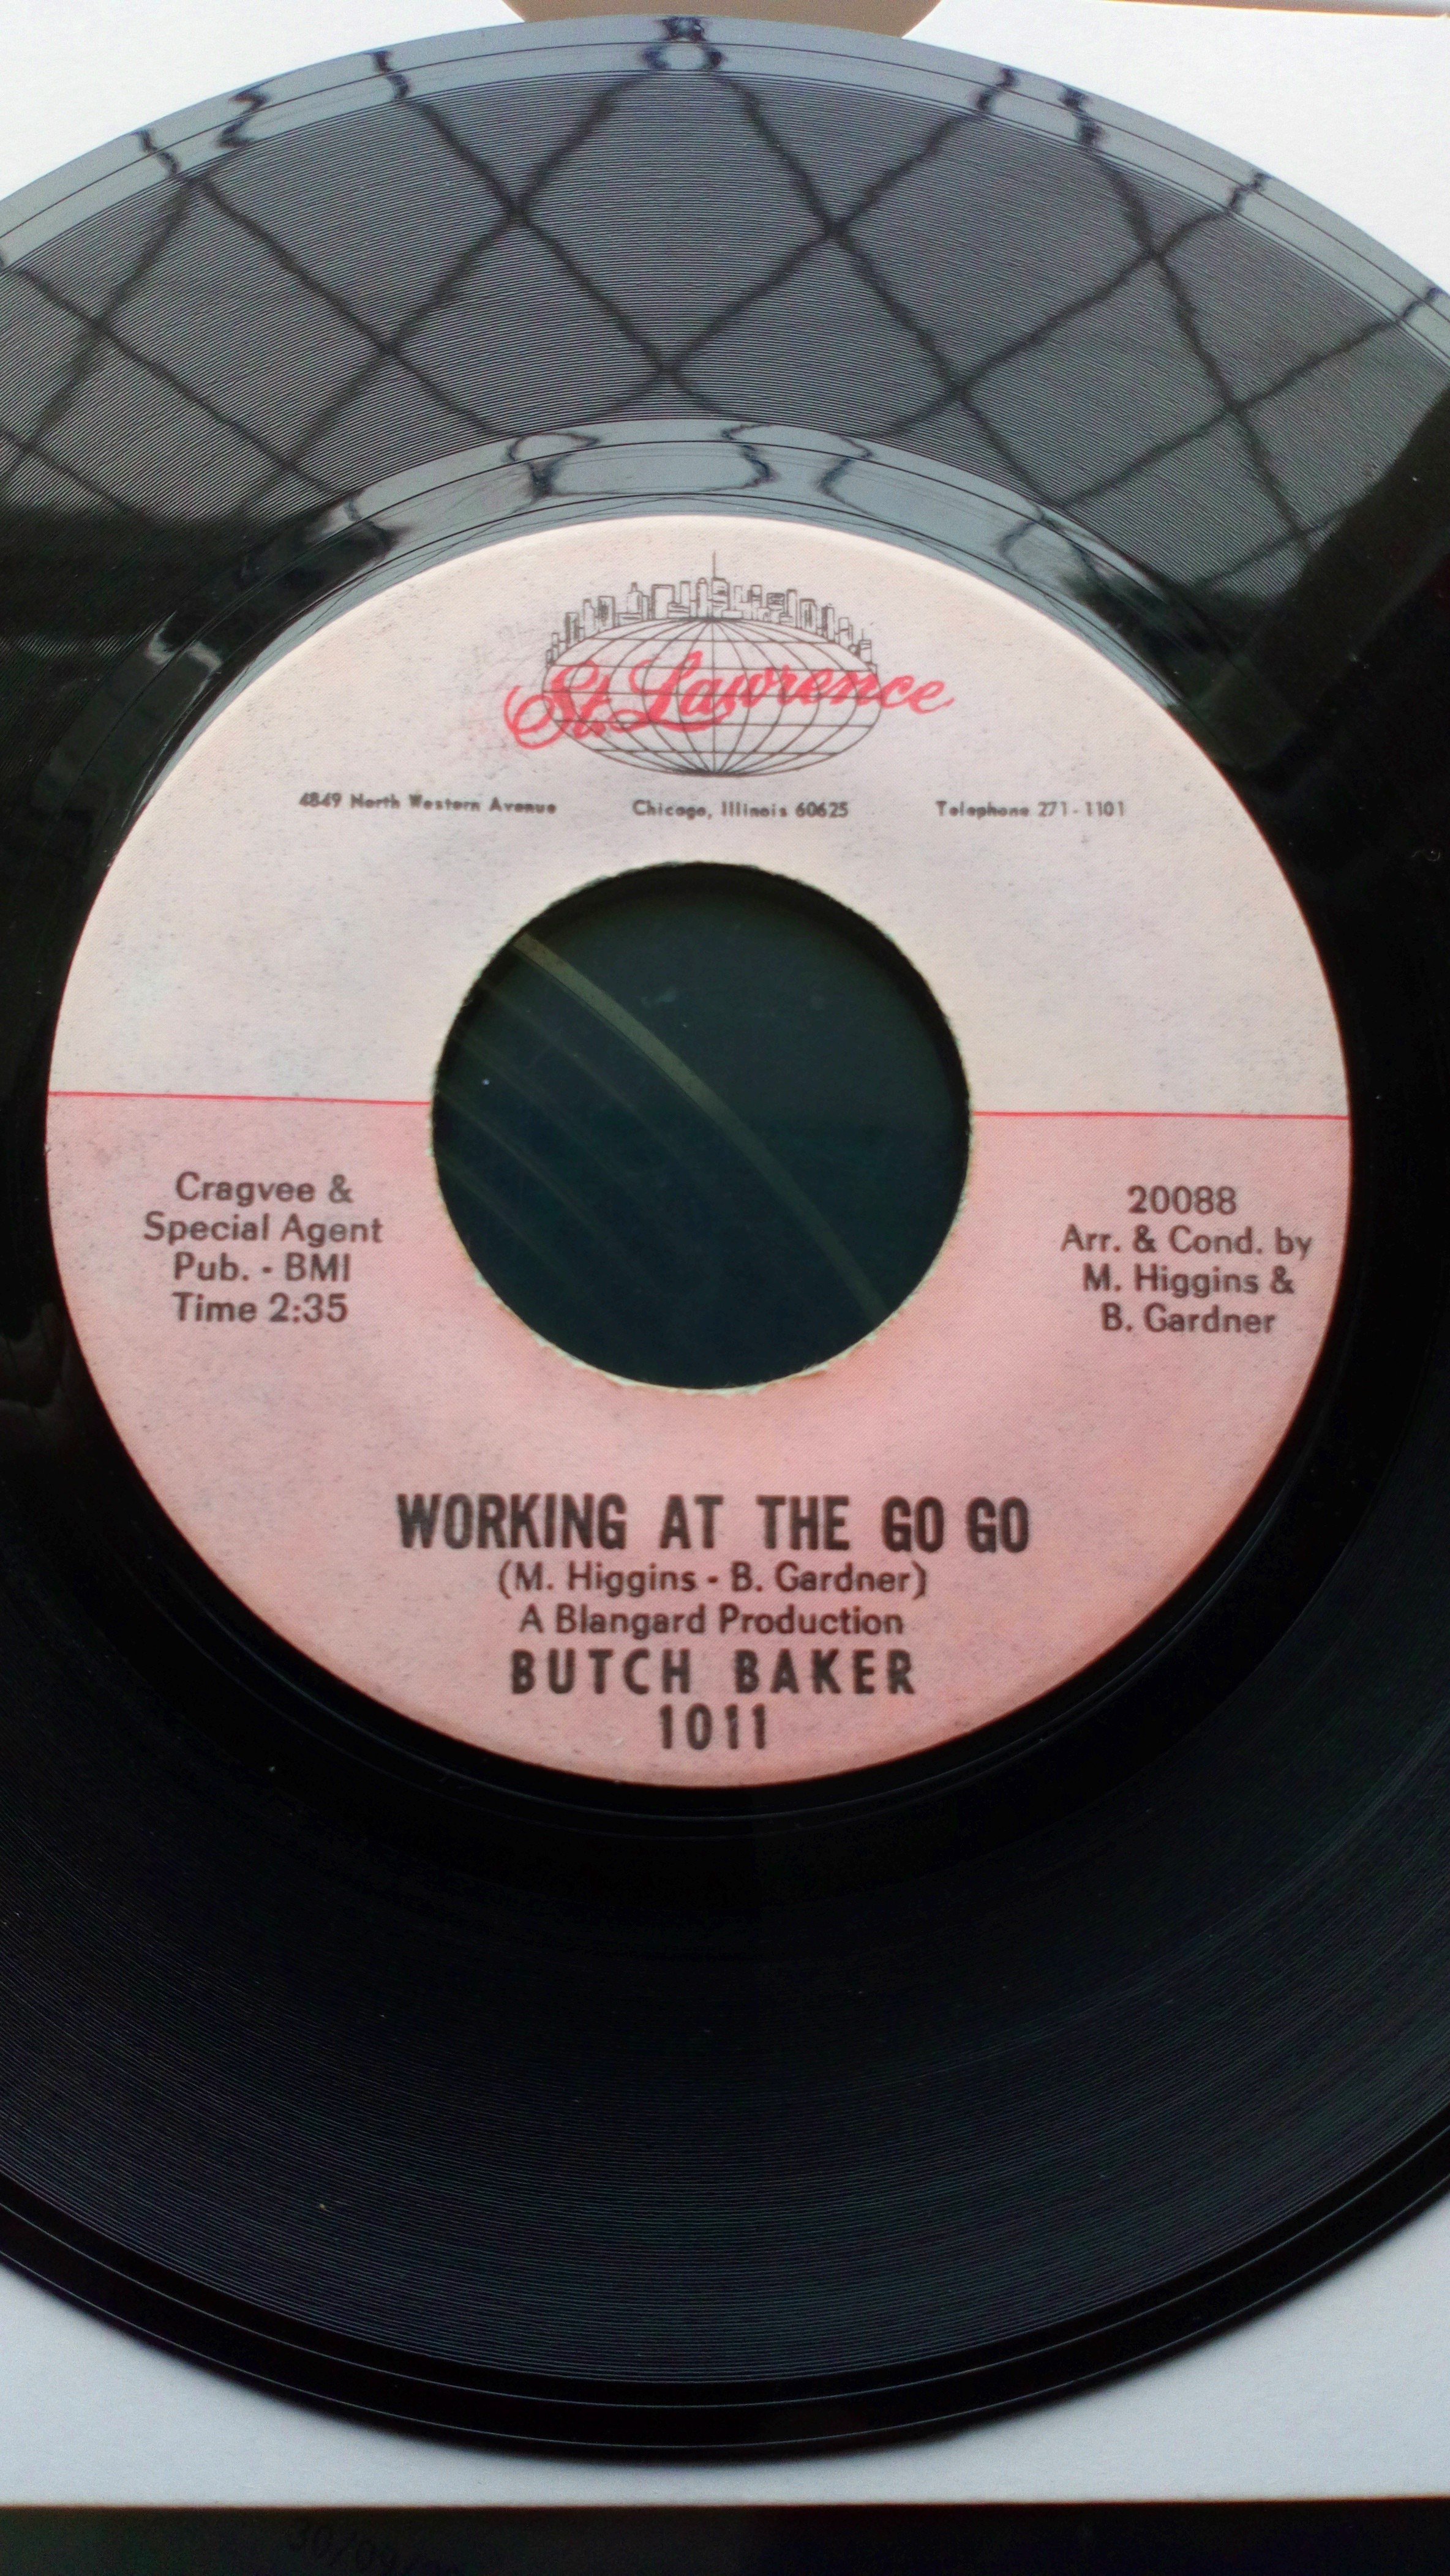 St. Lawrence
4849 North Western Avenue Chicago, Illinois 60625 Telephone 271-1101
Cragvee &
Special Agent
Pub. - BMI
Time 2:35
20088
Arr. & Cond. by
M. Higgins &
B. Gardner
WORKING AT THE GO GO
(M. Higgins - B. Gardner)
A Blangard Production
BUTCH BAKER
1011